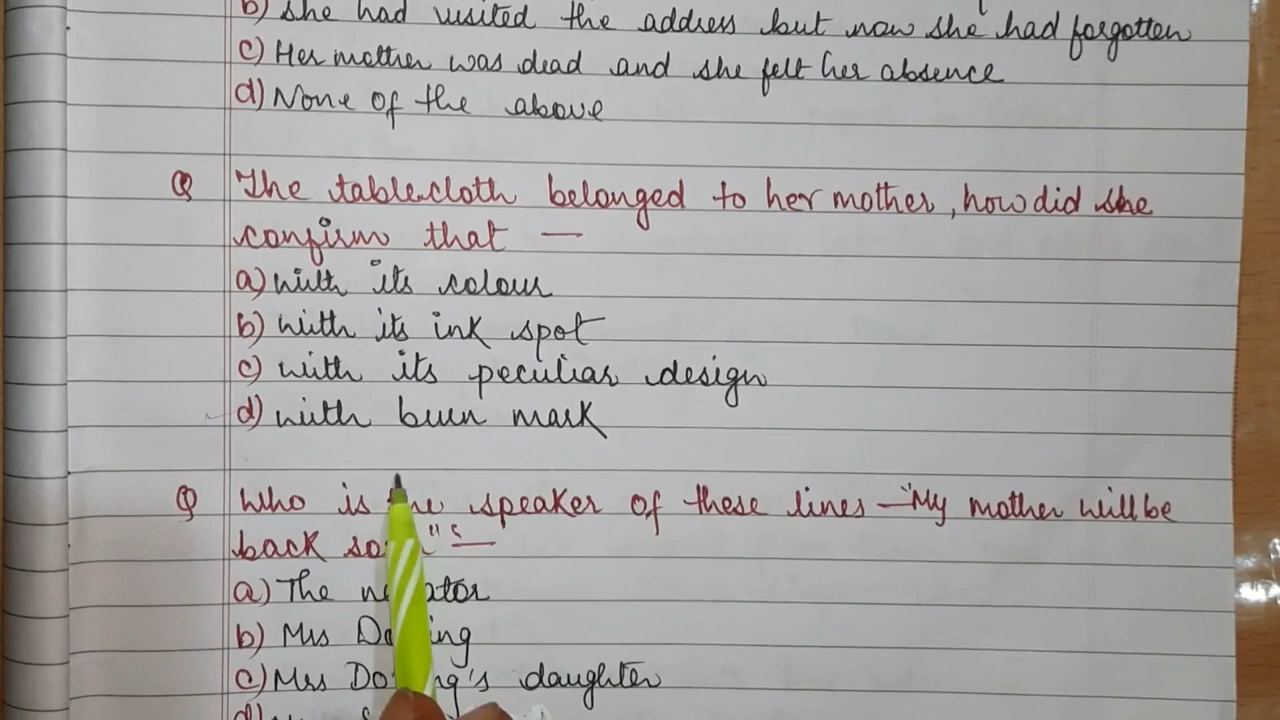 b) she had visited the address but now she had forgotten
c) Her mother was dead and she felt her absence
d) None of the above
Q The tablecloth belonged to her mother, how did she
confirm that —
a) with its colour
b) with its ink spot
c) with its peculiar design
d) with burn mark
Q Who is the speaker of these lines — "My mother will be
back
a) The
b) Mrs
c) Mrs daughter
d)